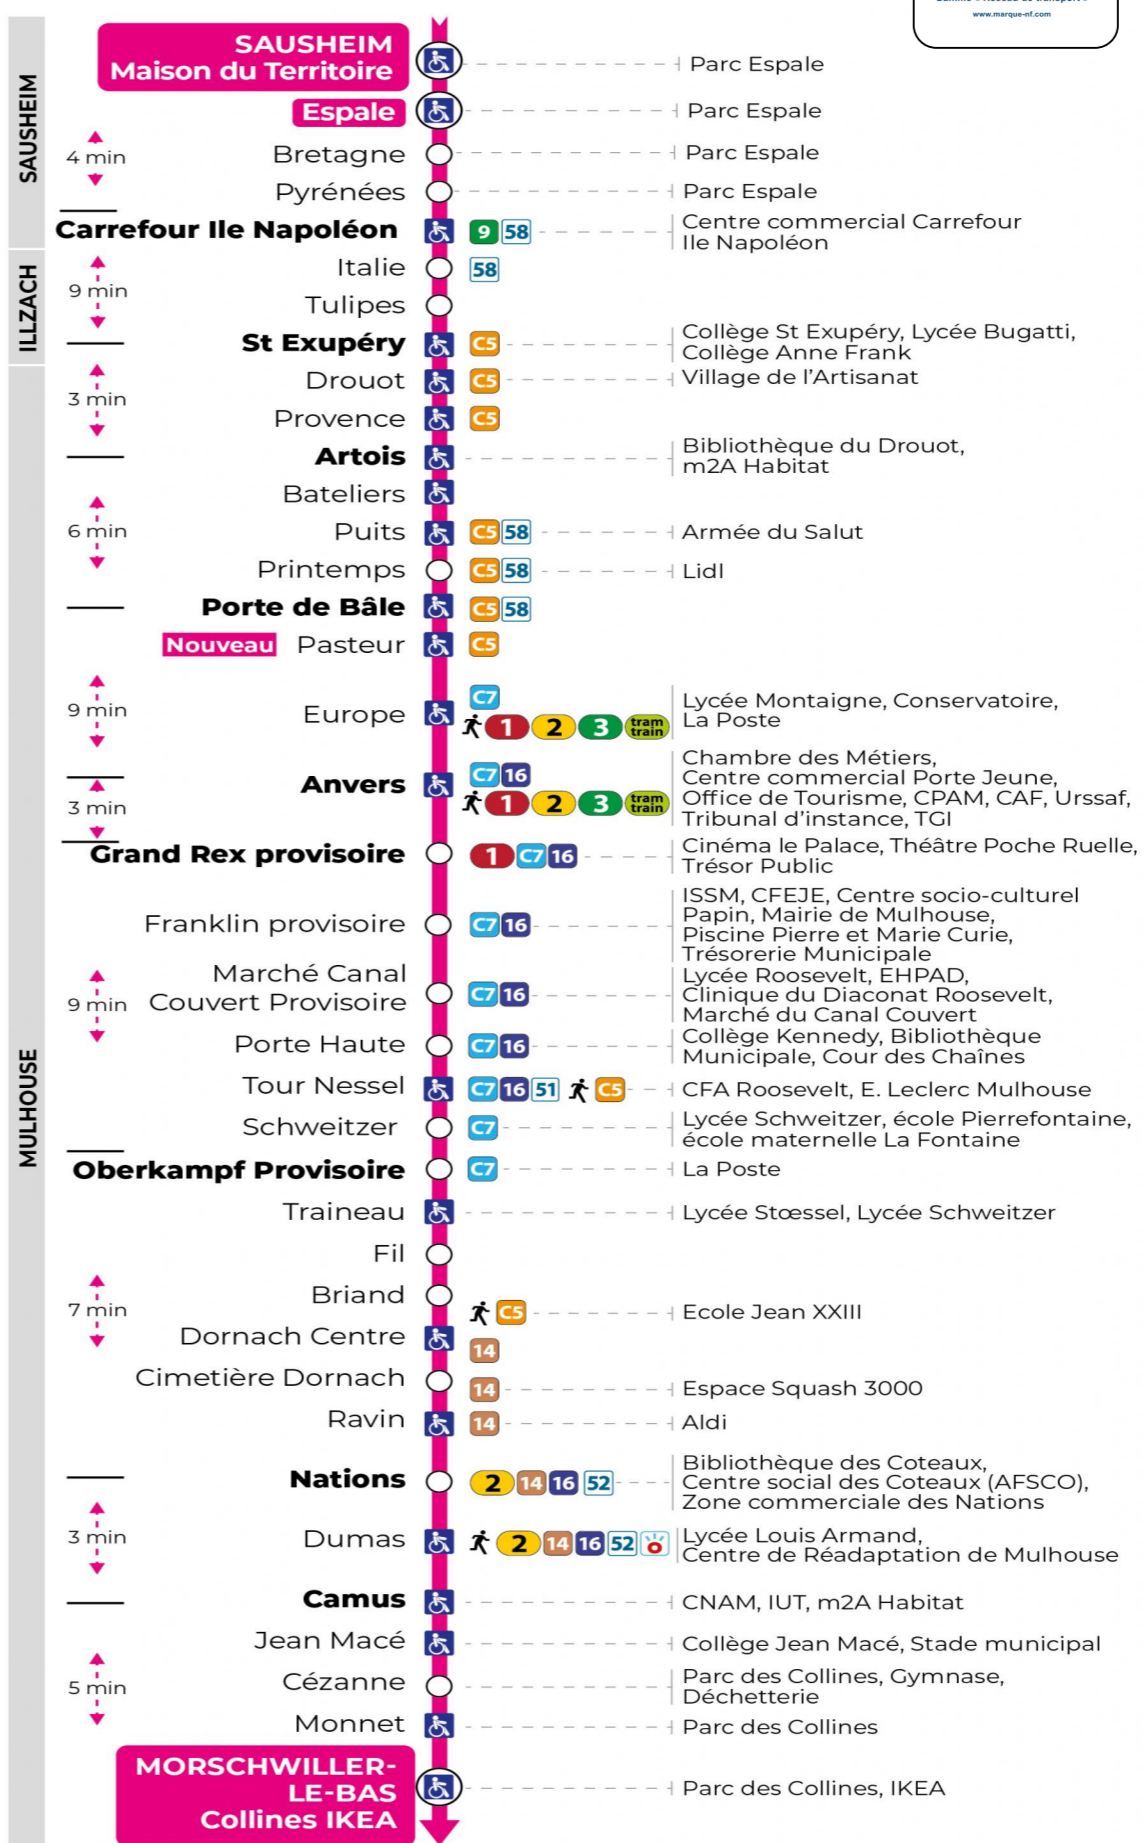 Gamme « Réseau de transport »
www.marque-nf.com
SAUSHEIM
SAUSHEIM
Maison du Territoire
Parc Espale
Espale
Parc Espale
4 min
Bretagne
Parc Espale
Pyrénées
Parc Espale
Carrefour Ile Napoléon
9 58
Centre commercial Carrefour
Ile Napoléon
ILLZACH
9 min
Italie
58
Tulipes
St Exupéry
C5
Collège St Exupéry, Lycée Bugatti,
Collège Anne Frank
MULHOUSE
3 min
Drouot
C5
Village de l'Artisanat
Provence
C5
Artois
Bibliothèque du Drouot,
m2A Habitat
6 min
Bateliers
Puits
C5 58
Armée du Salut
Printemps
C5 58
Lidl
Porte de Bâle
C5 58
Nouveau Pasteur
C5
9 min
Europe
C7
1 2 3 tram train
Lycée Montaigne, Conservatoire,
La Poste
Anvers
C7 16
1 2 3 tram train
Chambre des Métiers,
Centre commercial Porte Jeune,
Office de Tourisme, CPAM, CAF, Urssaf,
Tribunal d'instance, TGI
3 min
Grand Rex provisoire
1 C7 16
Cinéma le Palace, Théâtre Poche Ruelle,
Trésor Public
Franklin provisoire
C7 16
ISSM, CFEJE, Centre socio-culturel
Papin, Mairie de Mulhouse,
Piscine Pierre et Marie Curie,
Trésorerie Municipale
9 min
Marché Canal
Couvert Provisoire
C7 16
Lycée Roosevelt, EHPAD,
Clinique du Diaconat Roosevelt,
Marché du Canal Couvert
Porte Haute
C7 16
Collège Kennedy, Bibliothèque
Municipale, Cour des Chaînes
Tour Nessel
C7 16 51 C5
CFA Roosevelt, E. Leclerc Mulhouse
Schweitzer
C7
Lycée Schweitzer, école Pierrefontaine,
école maternelle La Fontaine
Oberkampf Provisoire
C7
La Poste
Traineau
Lycée Stœssel, Lycée Schweitzer
Fil
7 min
Briand
C5
Ecole Jean XXIII
Dornach Centre
14
Cimetière Dornach
14
Espace Squash 3000
Ravin
14
Aldi
Nations
2 14 16 52
Bibliothèque des Coteaux,
Centre social des Coteaux (AFSCO),
Zone commerciale des Nations
3 min
Dumas
2 14 16 52
Lycée Louis Armand,
Centre de Réadaptation de Mulhouse
Camus
CNAM, IUT, m2A Habitat
5 min
Jean Macé
Collège Jean Macé, Stade municipal
Cézanne
Parc des Collines, Gymnase,
Déchetterie
Monnet
Parc des Collines
MORSCHWILLER-
LE-BAS
Collines IKEA
Parc des Collines, IKEA